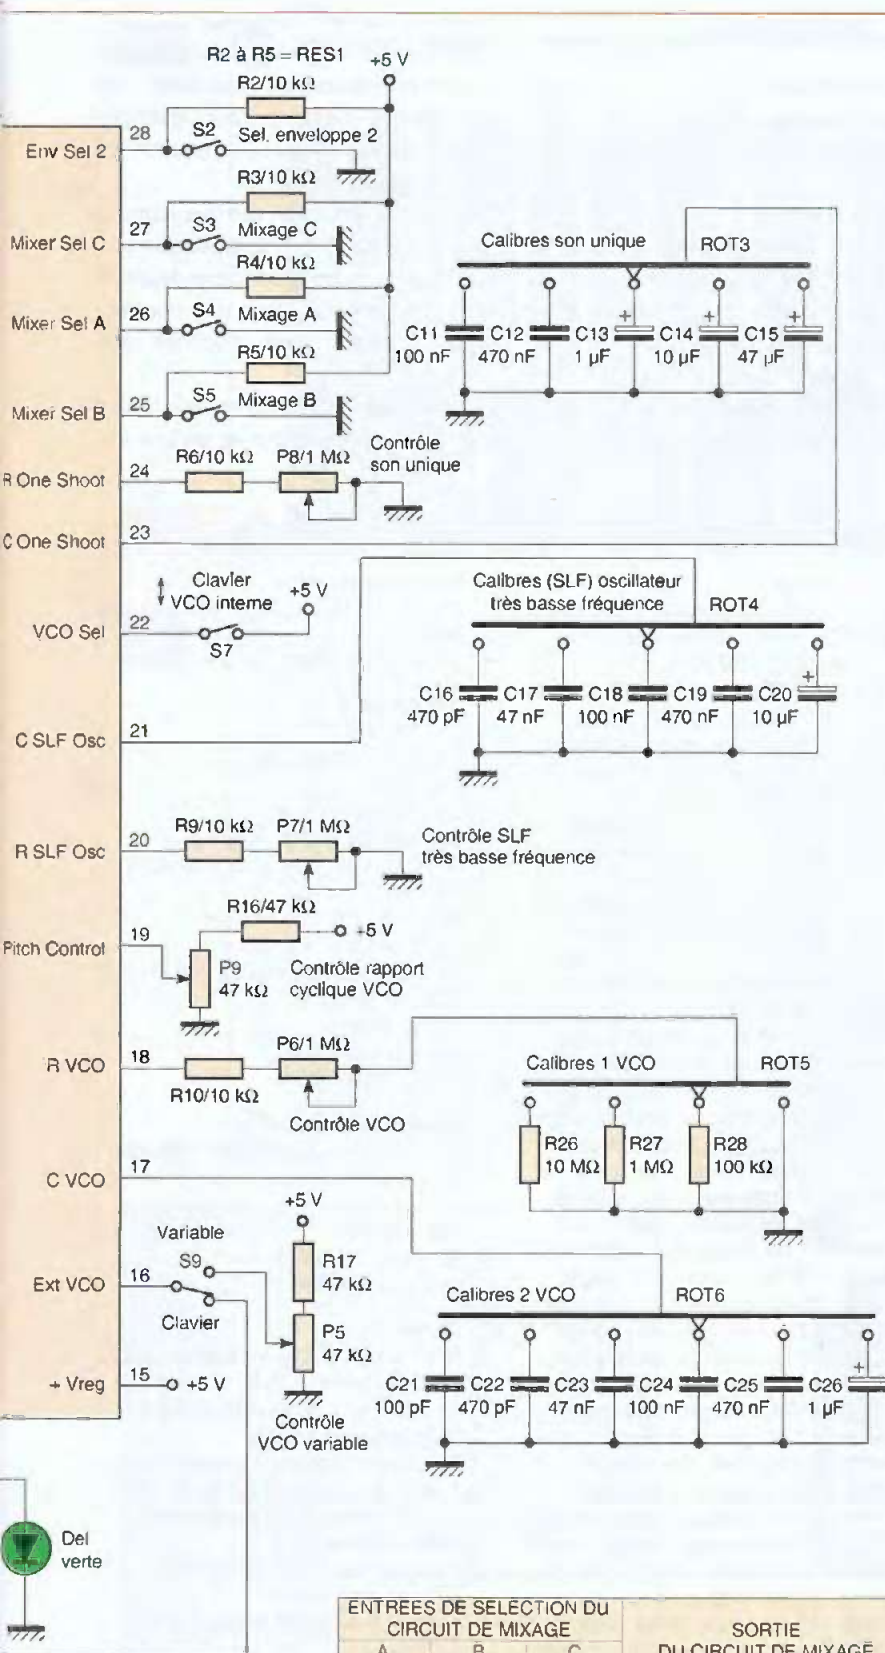 R2 à R5 = RES1
+5 V
R2/10 kΩ
28
S2
Sel. enveloppe 2
Env Sel 2
R3/10 kΩ
27
S3
Mixage C
Mixer Sel C
R4/10 kΩ
26
S4
Mixage A
Mixer Sel A
R5/10 kΩ
25
S5
Mixage B
Mixer Sel B
Calibres son unique
ROT3
C11
100 nF
C12
470 nF
C13
1 µF
+
C14
10 µF
+
C15
47 µF
+
R6/10 kΩ
P8/1 MΩ
Contrôle
son unique
24
R One Shoot
23
C One Shoot
Clavier
VCO interne
+5 V
22
VCO Sel
S7
Calibres (SLF) oscillateur
très basse fréquence
ROT4
C16
470 pF
C17
47 nF
C18
100 nF
C19
470 nF
C20
10 µF
+
21
C SLF Osc
R9/10 kΩ
P7/1 MΩ
20
R SLF Osc
Contrôle SLF
très basse fréquence
R16/47 kΩ
+5 V
19
Pitch Control
P9
47 kΩ
Contrôle rapport
cyclique VCO
P6/1 MΩ
18
R VCO
R10/10 kΩ
Contrôle VCO
Calibres 1 VCO
ROT5
R26
10 MΩ
R27
1 MΩ
R28
100 kΩ
17
C VCO
+5 V
Variable
S9
R17
47 kΩ
16
Ext VCO
Clavier
P5
47 kΩ
15
+ Vreg
+5 V
Contrôle
VCO variable
Calibres 2 VCO
ROT6
C21
100 pF
C22
470 pF
C23
47 nF
C24
100 nF
C25
470 nF
C26
1 µF
+
Del
verte
ENTREES DE SELECTION DU
CIRCUIT DE MIXAGE
SORTIE
DU CIRCUIT DE MIXAGE
A B C